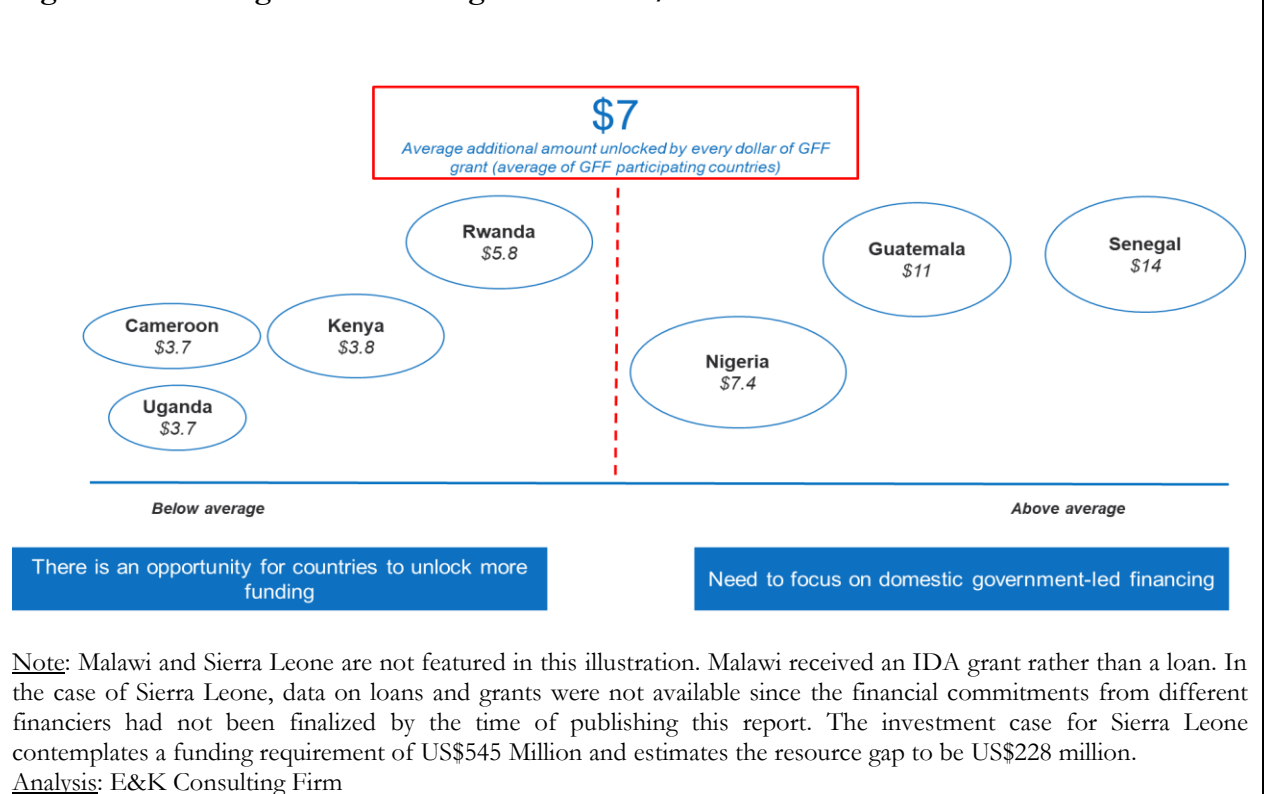 $7
Average additional amount unlocked by every dollar of GFF
grant (average of GFF participating countries)
Rwanda
$5.8
Guatemala
$11
Senegal
$14
Cameroon
$3.7
Kenya
$3.8
Nigeria
$7.4
Uganda
$3.7
Below average
Above average
There is an opportunity for countries to unlock more
funding
Need to focus on domestic government-led financing
Note: Malawi and Sierra Leone are not featured in this illustration. Malawi received an IDA grant rather than a loan. In
the case of Sierra Leone, data on loans and grants were not available since the financial commitments from different
financiers had not been finalized by the time of publishing this report. The investment case for Sierra Leone
contemplates a funding requirement of US$545 Million and estimates the resource gap to be US$228 million.
Analysis: E&K Consulting Firm